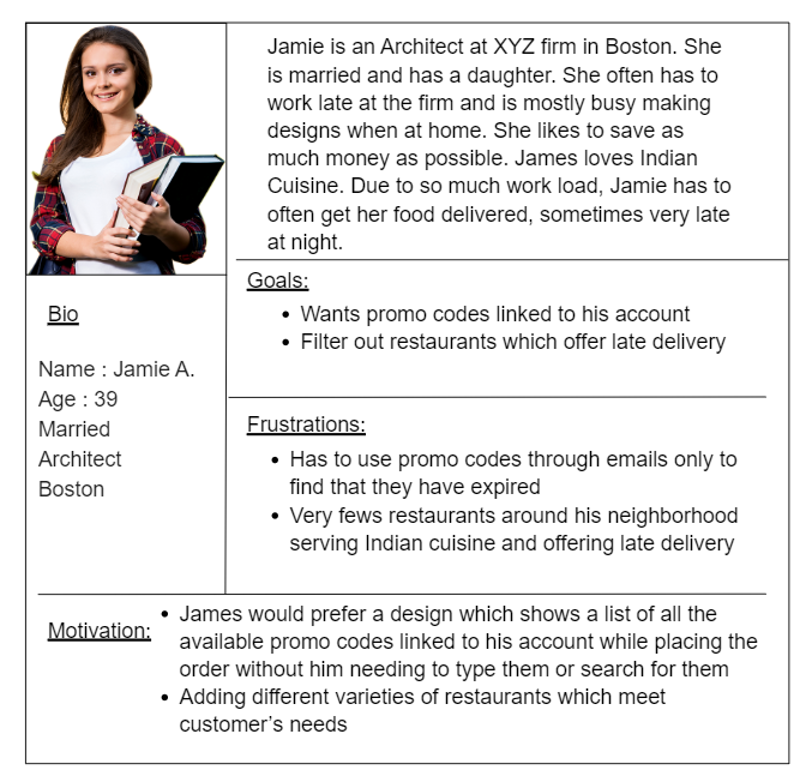 Jamie is an Architect at XYZ firm in Boston. She
is married and has a daughter. She often has to
work late at the firm and is mostly busy making
designs when at home. She likes to save as
much money as possible. James loves Indian
Cuisine. Due to so much work load, Jamie has to
often get her food delivered, sometimes very late
at night.
Bio
Name : Jamie A.
Age : 39
Married
Architect
Boston
Goals:
• Wants promo codes linked to his account
• Filter out restaurants which offer late delivery
Frustrations:
• Has to use promo codes through emails only to
find that they have expired
• Very fews restaurants around his neighborhood
serving Indian cuisine and offering late delivery
Motivation:
• James would prefer a design which shows a list of all the
available promo codes linked to his account while placing the
order without him needing to type them or search for them
• Adding different varieties of restaurants which meet
customer's needs